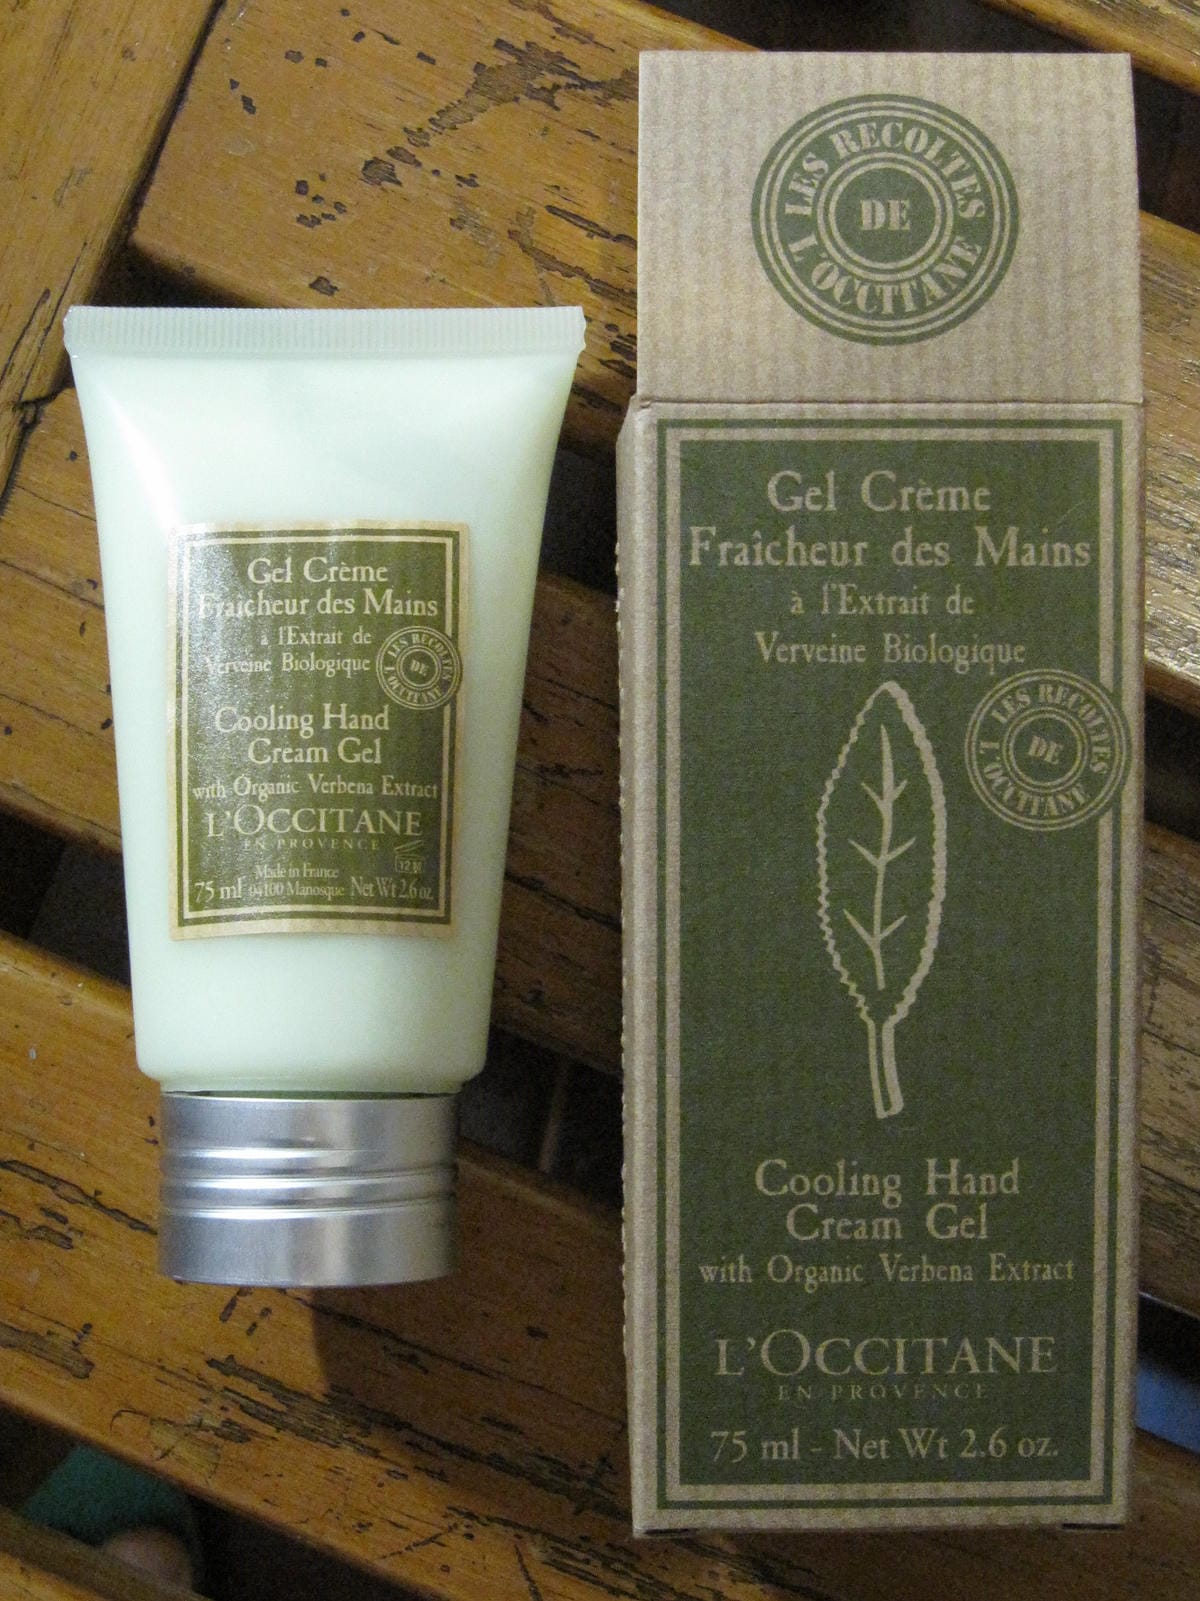 Gel Crème
Fraîcheur des Mains
à l'Extrait de
Verveine Biologique
LES RECOLTES
DE
L'OCCITANE
Cooling Hand
Cream Gel
with Organic Verbena Extract
L'OCCITANE
EN PROVENCE
12 M
Made in France
75 ml 04100 Manosque Net Wt 2.6 oz.
LES RECOLTES
DE
L'OCCITANE
Gel Crème
Fraîcheur des Mains
à l'Extrait de
Verveine Biologique
LES RECOLTES
DE
L'OCCITANE
Cooling Hand
Cream Gel
with Organic Verbena Extract
L'OCCITANE
EN PROVENCE
75 ml - Net Wt 2.6 oz.